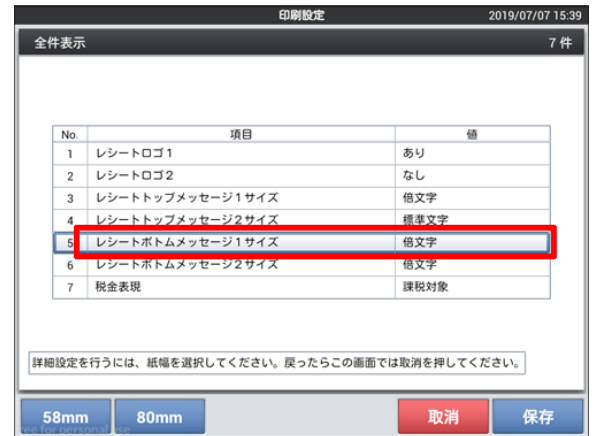 印刷設定 2019/07/07 15:39
全件表示 7 件
No. 項目 値
1 レシートロゴ1 あり
2 レシートロゴ2 なし
3 レシートトップメッセージ1サイズ 倍文字
4 レシートトップメッセージ2サイズ 標準文字
5 レシートボトムメッセージ1サイズ 倍文字
6 レシートボトムメッセージ2サイズ 倍文字
7 税金表現 課税対象
詳細設定を行うには、紙幅を選択してください。戻ったらこの画面では取消を押してください。
58mm 80mm 取消 保存
ee for personal use